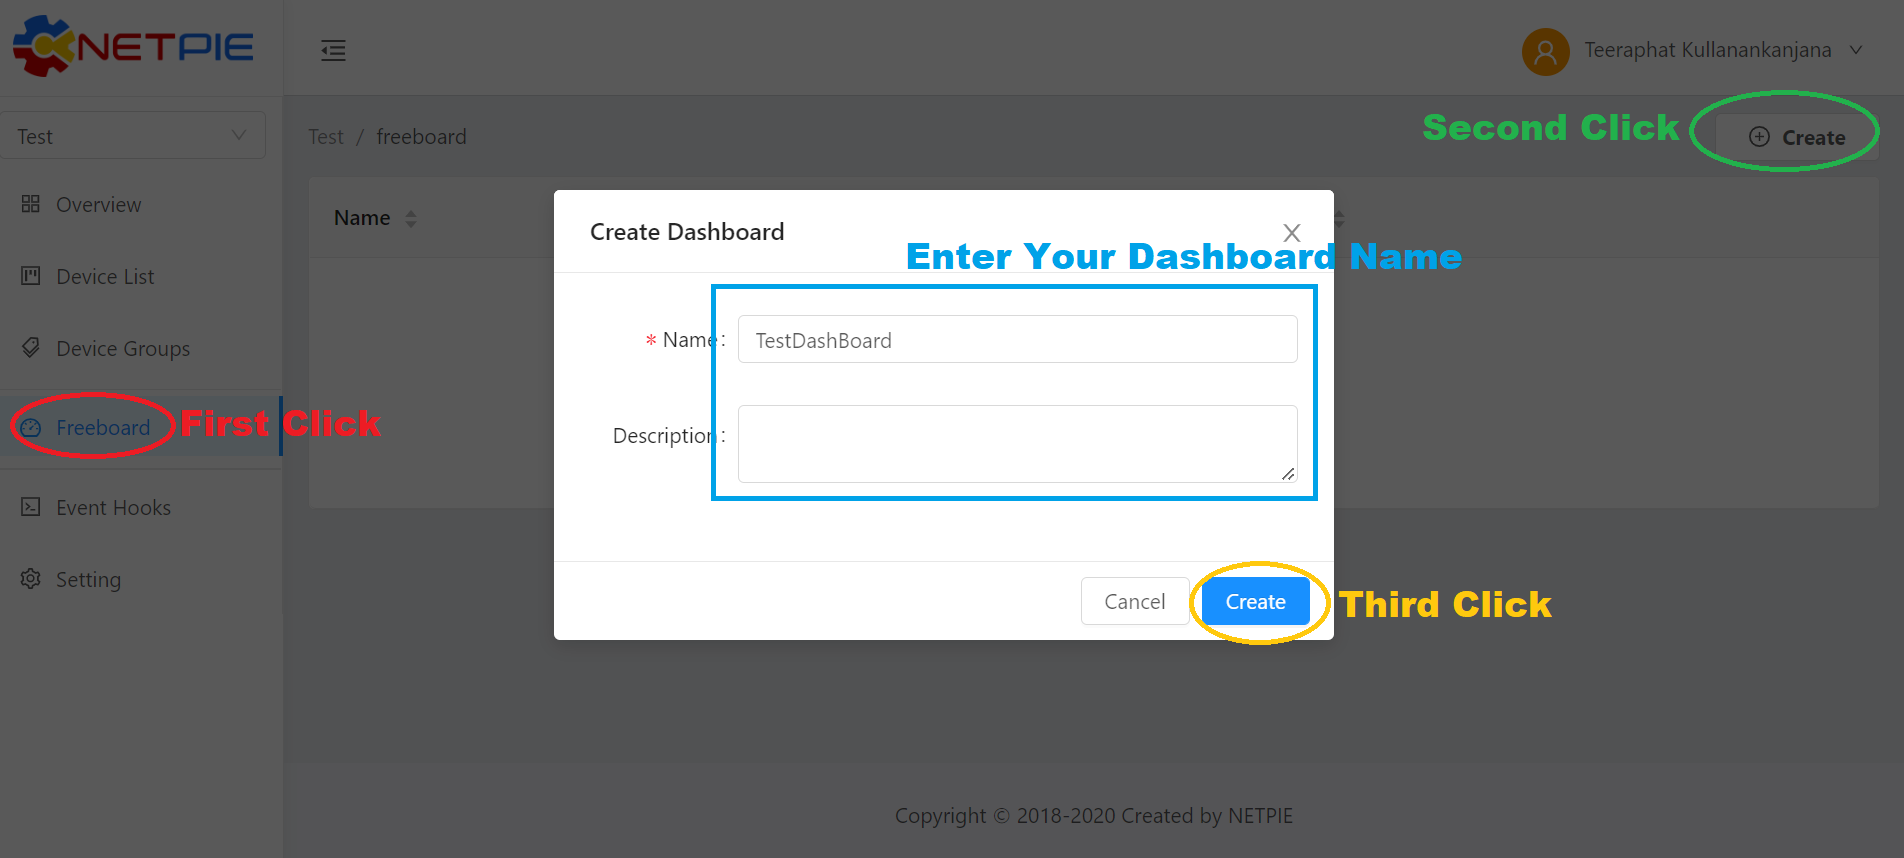 NETPIE
Teeraphat Kullanankanjana
Test
Test / freeboard
Second Click
Create
Overview
Name
Create Dashboard
Enter Your Dashboard Name
Device List
* Name:
TestDashBoard
Device Groups
Freeboard
First Click
Description:
Event Hooks
Setting
Cancel
Create
Third Click
Copyright © 2018-2020 Created by NETPIE